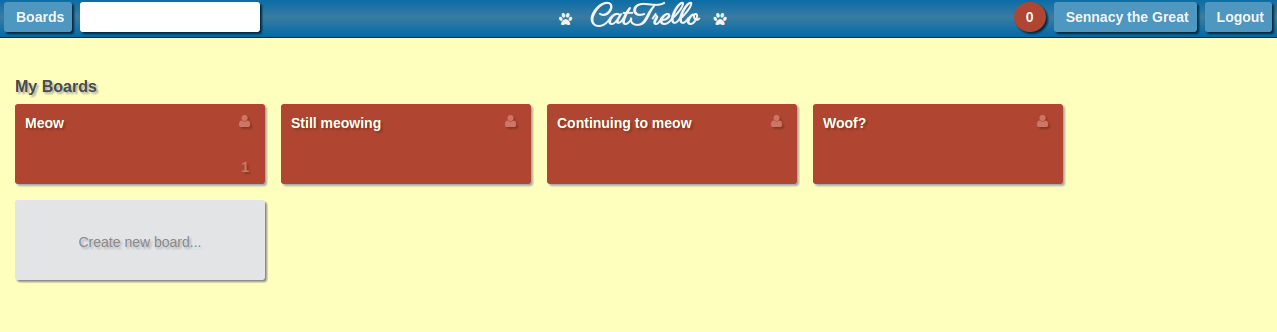 Boards
CatTrello
0
Sennacy the Great
Logout
My Boards
Meow
1
Still meowing
Continuing to meow
Woof?
Create new board...